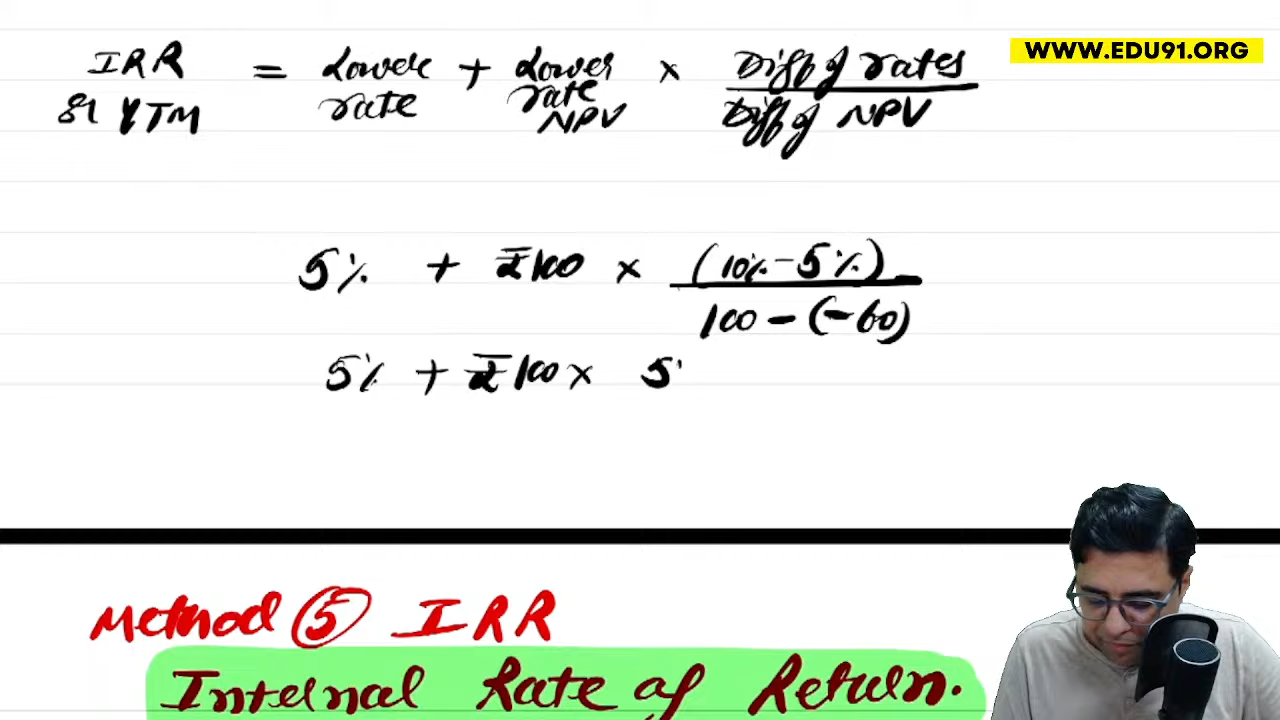 WWW.EDU91.ORG
IRR = Lower + Lower × Diff of rates
or YTM rate rate NPV Diff of NPV
5% + ₹100 × (10% - 5%)
100 - (-60)
5% + ₹100 × 5
Method ⑤ IRR
Internal Rate of Return.